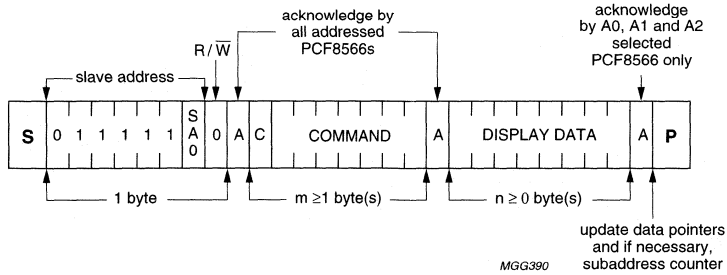 acknowledge by
all addressed
PCF8566s
acknowledge
by A0, A1 and A2
selected
PCF8566 only
R/W̅
slave address
S 0 1 1 1 1 1 SA0 0 A C COMMAND A DISPLAY DATA A P
1 byte
m ≥1 byte(s)
n ≥ 0 byte(s)
update data pointers
and if necessary,
subaddress counter
MGG390